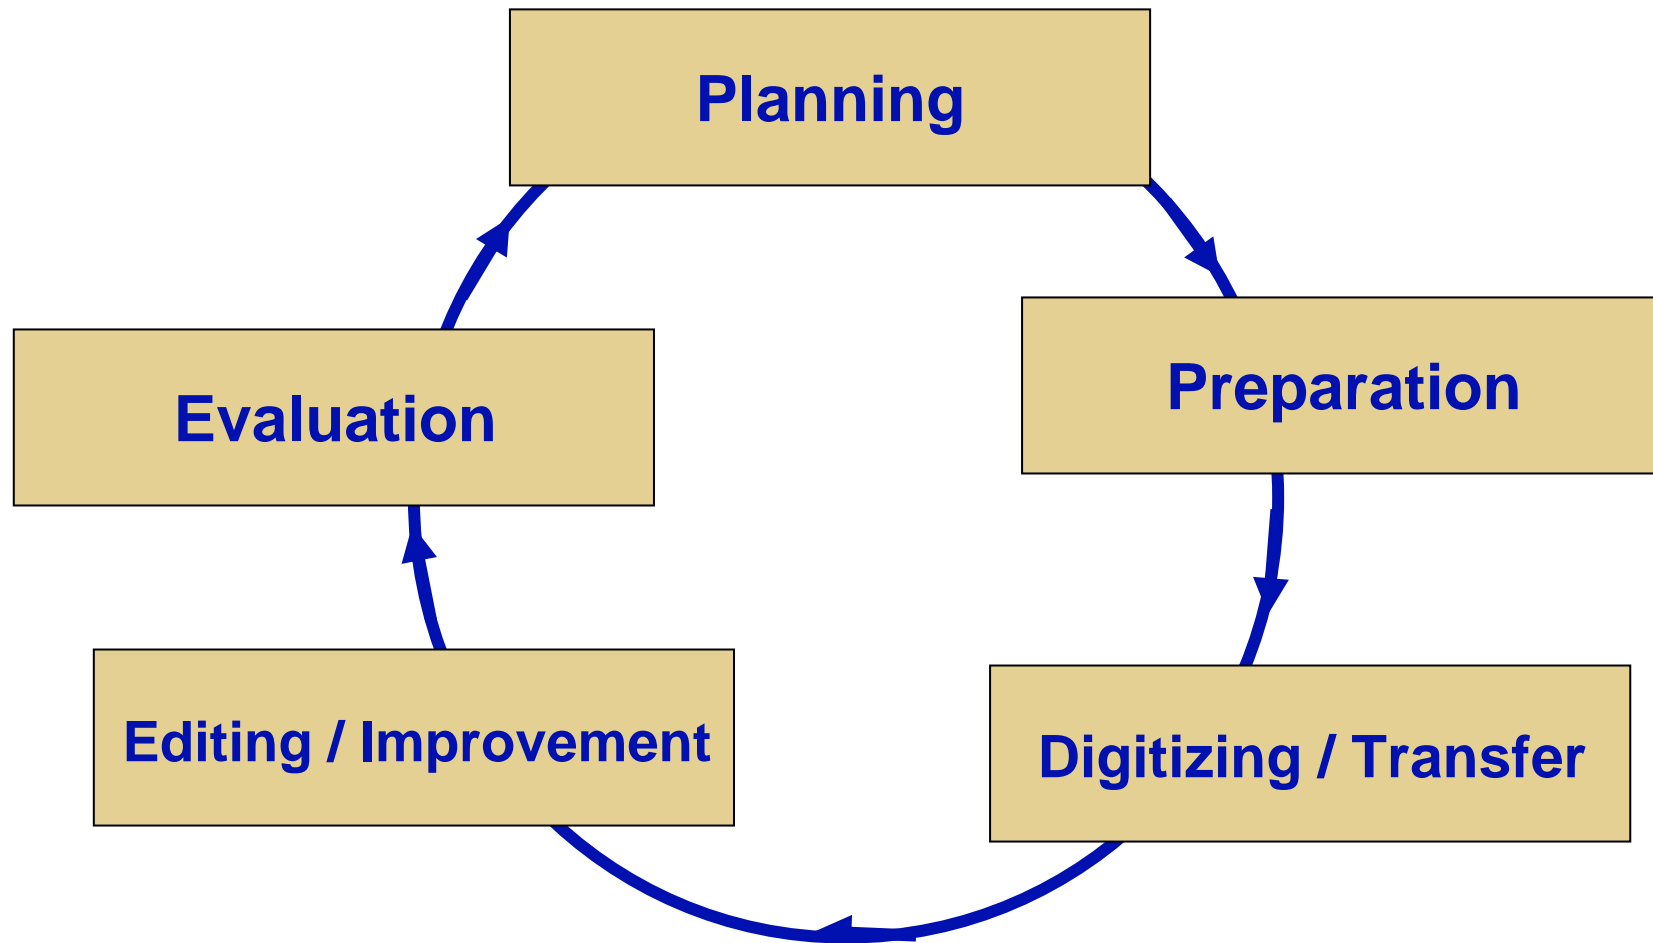 Planning
Preparation
Digitizing / Transfer
Editing / Improvement
Evaluation